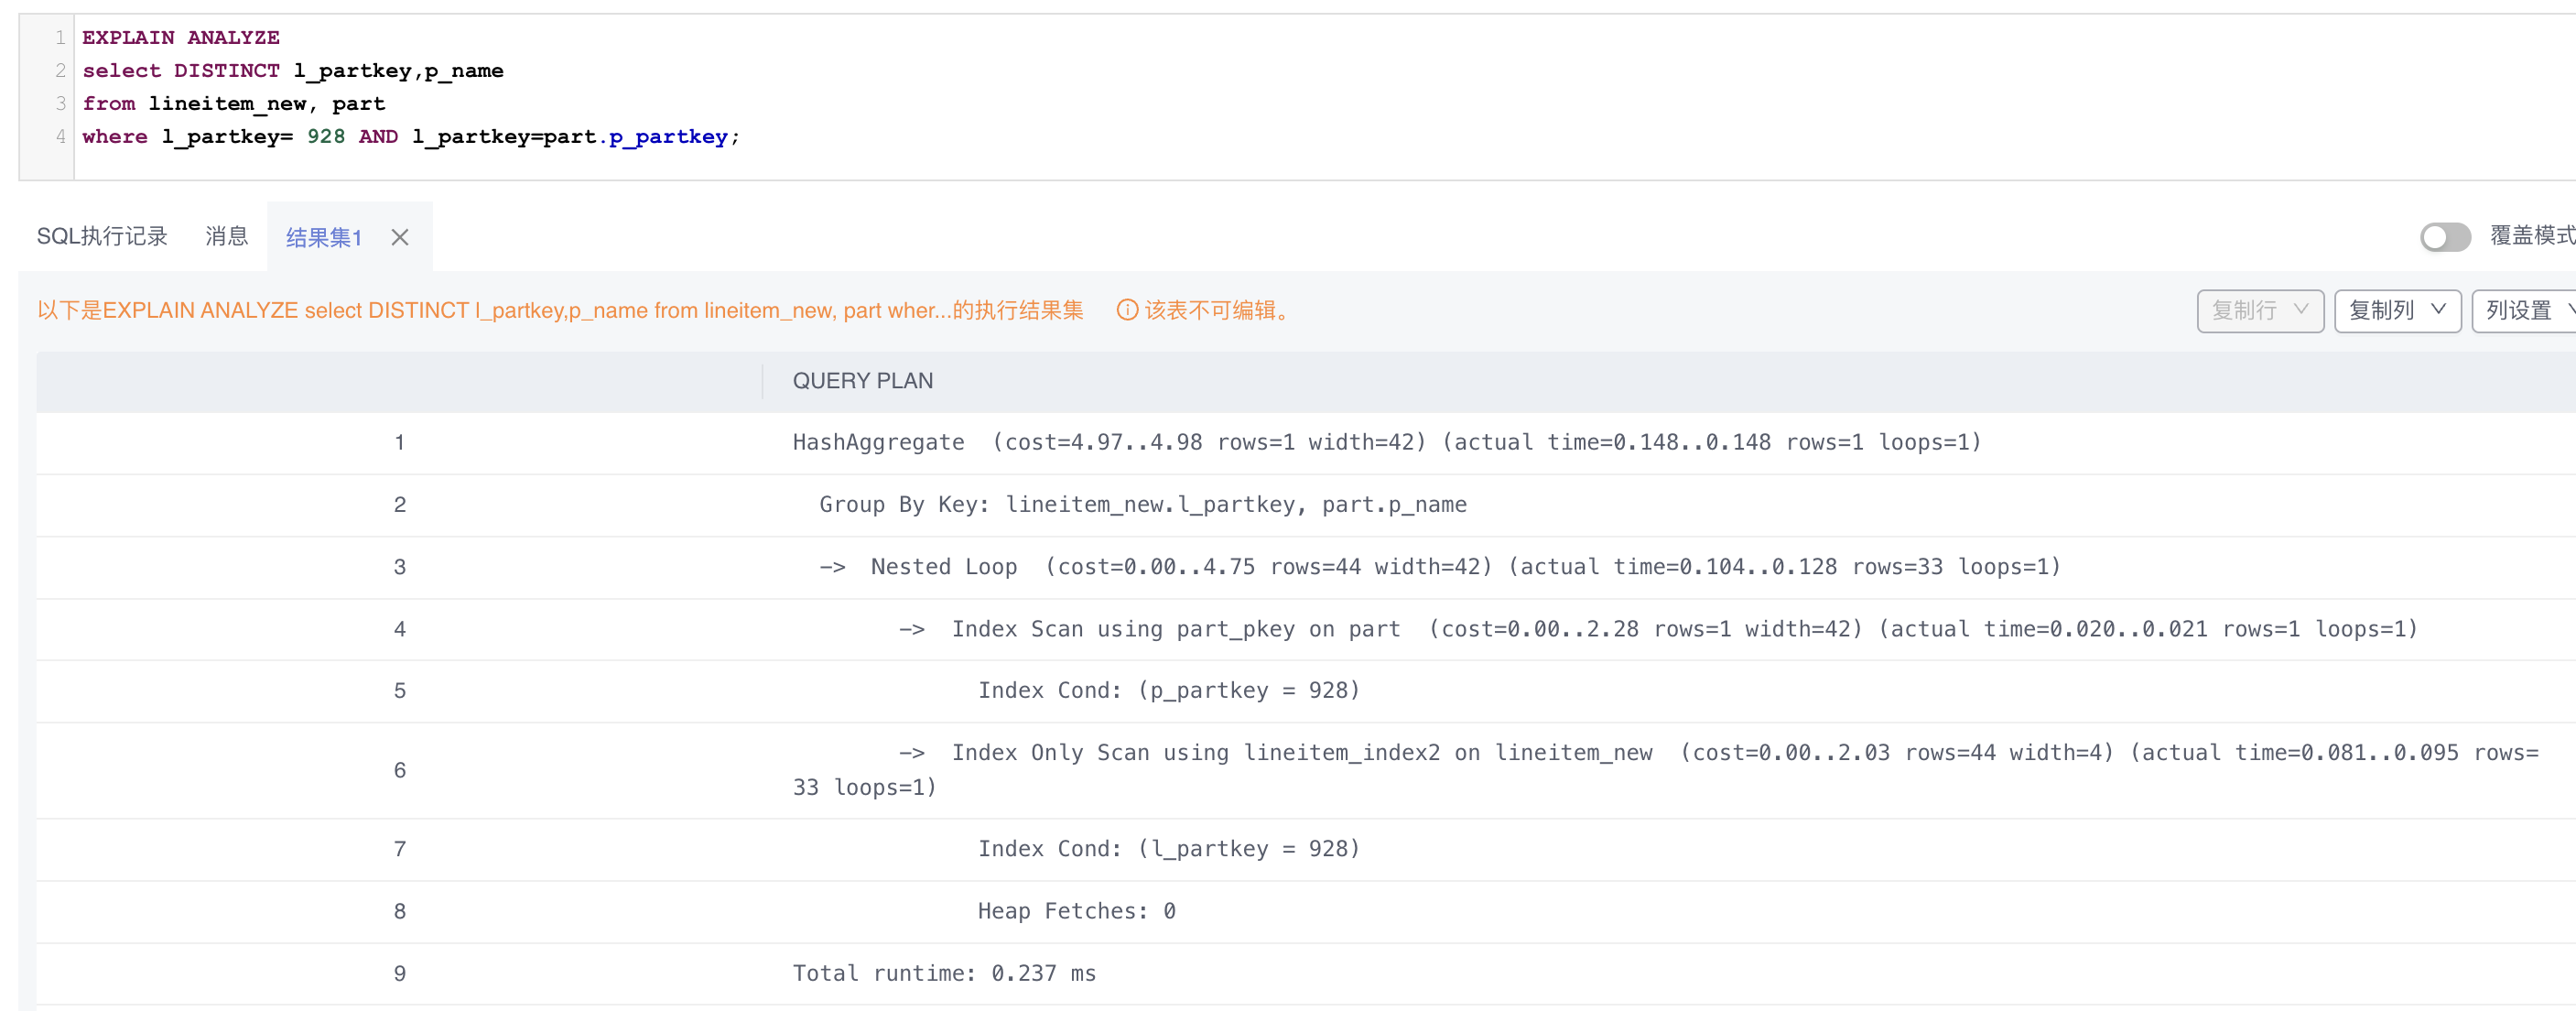 1 EXPLAIN ANALYZE
2 select DISTINCT l_partkey,p_name
3 from lineitem_new, part
4 where l_partkey= 928 AND l_partkey=part.p_partkey;
SQL执行记录 消息 结果集1 覆盖模式
以下是EXPLAIN ANALYZE select DISTINCT l_partkey,p_name from lineitem_new, part wher...的执行结果集 该表不可编辑。 复制行 复制列 列设置
QUERY PLAN
1 HashAggregate  (cost=4.97..4.98 rows=1 width=42) (actual time=0.148..0.148 rows=1 loops=1)
2 Group By Key: lineitem_new.l_partkey, part.p_name
3 ->  Nested Loop  (cost=0.00..4.75 rows=44 width=42) (actual time=0.104..0.128 rows=33 loops=1)
4 ->  Index Scan using part_pkey on part  (cost=0.00..2.28 rows=1 width=42) (actual time=0.020..0.021 rows=1 loops=1)
5 Index Cond: (p_partkey = 928)
6 ->  Index Only Scan using lineitem_index2 on lineitem_new  (cost=0.00..2.03 rows=44 width=4) (actual time=0.081..0.095 rows=
33 loops=1)
7 Index Cond: (l_partkey = 928)
8 Heap Fetches: 0
9 Total runtime: 0.237 ms